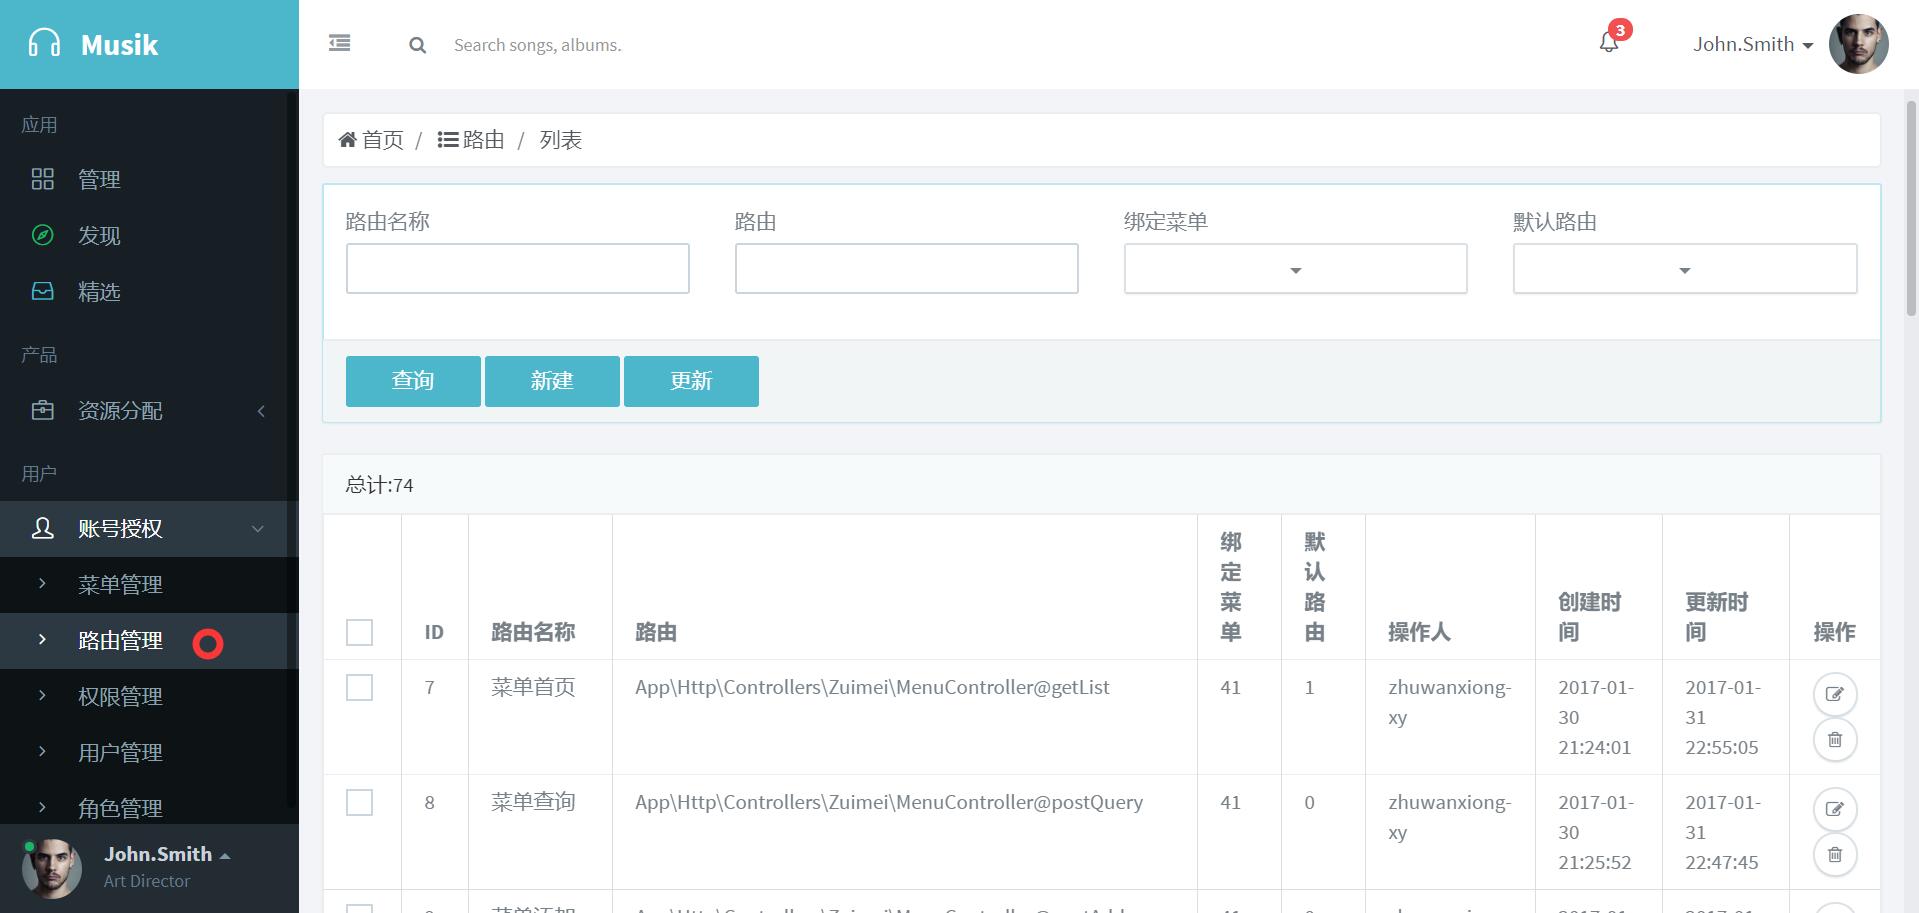 Musik
Search songs, albums.
3
John.Smith
应用
管理
发现
精选
产品
资源分配
用户
账号授权
菜单管理
路由管理
权限管理
用户管理
角色管理
John.Smith
Art Director
首页 / 路由 / 列表
路由名称 路由 绑定菜单 默认路由
查询 新建 更新
总计:74
ID 路由名称 路由 绑定菜单 默认路由 操作人 创建时间 更新时间 操作
7 菜单首页 App\Http\Controllers\Zuimei\MenuController@getList 41 1 zhuwanxiong-xy 2017-01-30 21:24:01 2017-01-31 22:55:05
8 菜单查询 App\Http\Controllers\Zuimei\MenuController@postQuery 41 0 zhuwanxiong-xy 2017-01-30 21:25:52 2017-01-31 22:47:45